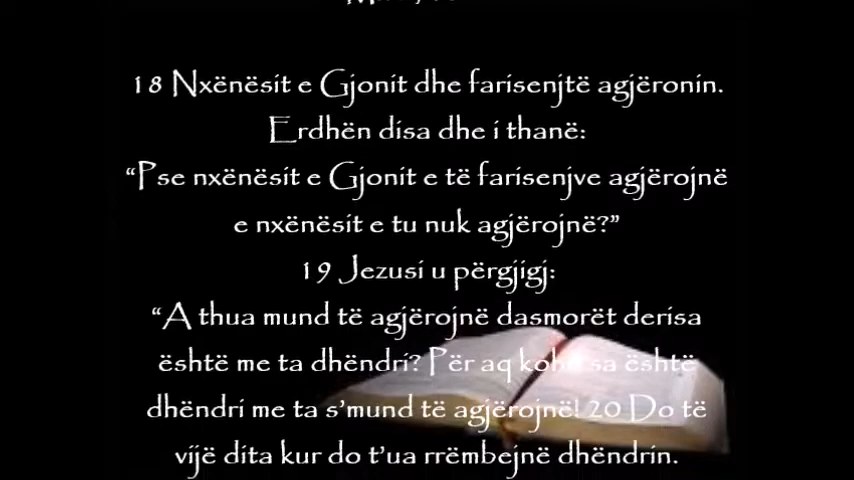 18 Nxënësit e Gjonit dhe farisenjtë agjëronin.
Erdhën disa dhe i thanë:
“Pse nxënësit e Gjonit e të farisenjve agjërojnë
e nxënësit e tu nuk agjërojnë?”
19 Jezusi u përgjigj:
“A thua mund të agjërojnë dasmorët derisa
është me ta dhëndri? Për aq kohë sa është
dhëndri me ta s’mund të agjërojnë! 20 Do të
vijë dita kur do t’ua rrëmbejnë dhëndrin.